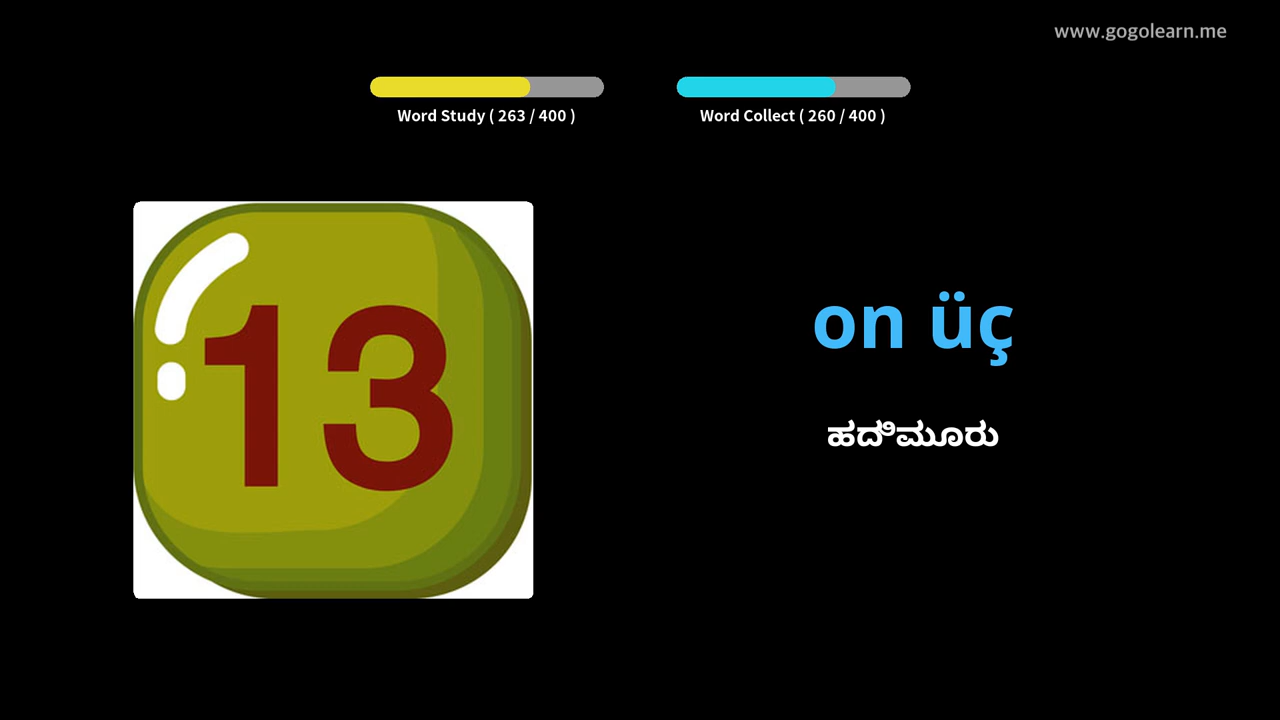 www.gogolearn.me
Word Study ( 263 / 400 )
Word Collect ( 260 / 400 )
13
on üç
ಹದಿಮೂರು